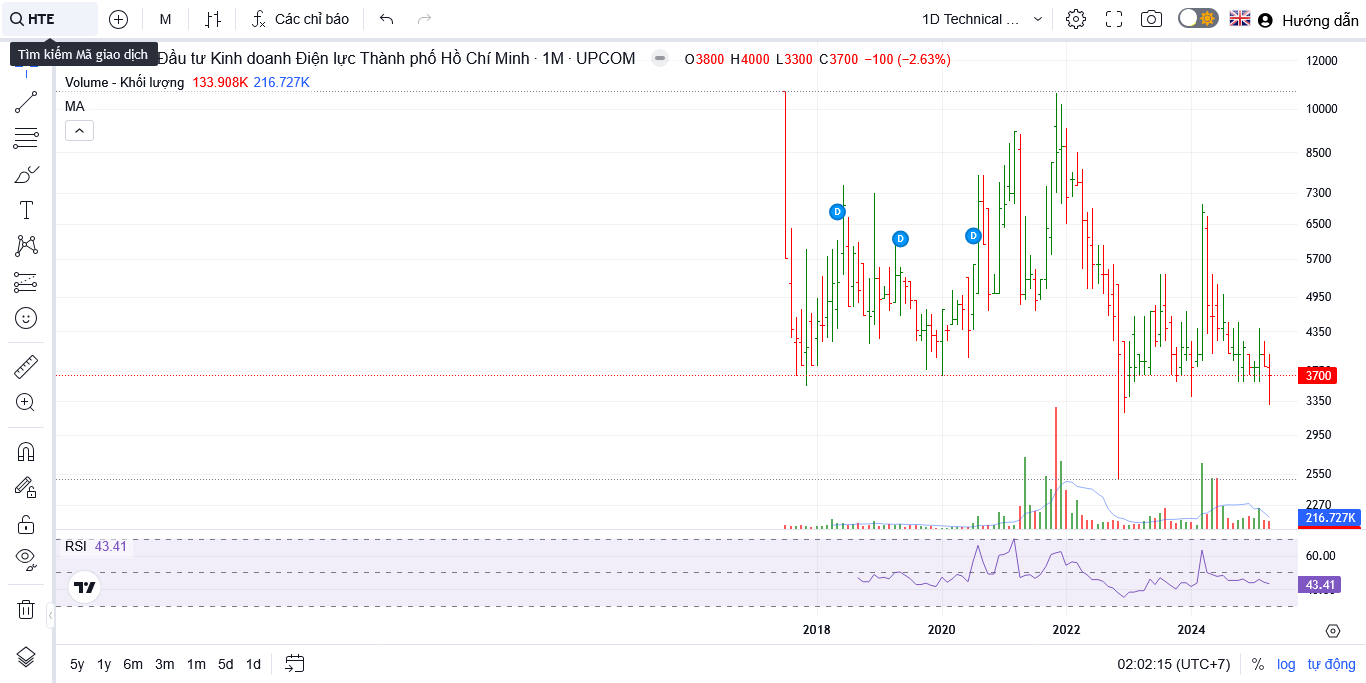 HTE
M
Các chỉ báo
1D Technical ...
Hướng dẫn
Tìm kiếm Mã giao dịch
Đầu tư Kinh doanh Điện lực Thành phố Hồ Chí Minh · 1M · UPCOM
O3800 H4000 L3300 C3700 −100 (−2.63%)
Volume - Khối lượng 133.908K 216.727K
MA
12000
10000
8500
7300
D
6500
D
D
5700
4950
4350
3700
3350
2950
2550
2270
216.727K
RSI 43.41
60.00
43.41
2018
2020
2022
2024
5y 1y 6m 3m 1m 5d 1d
02:02:15 (UTC+7)
% log tự động